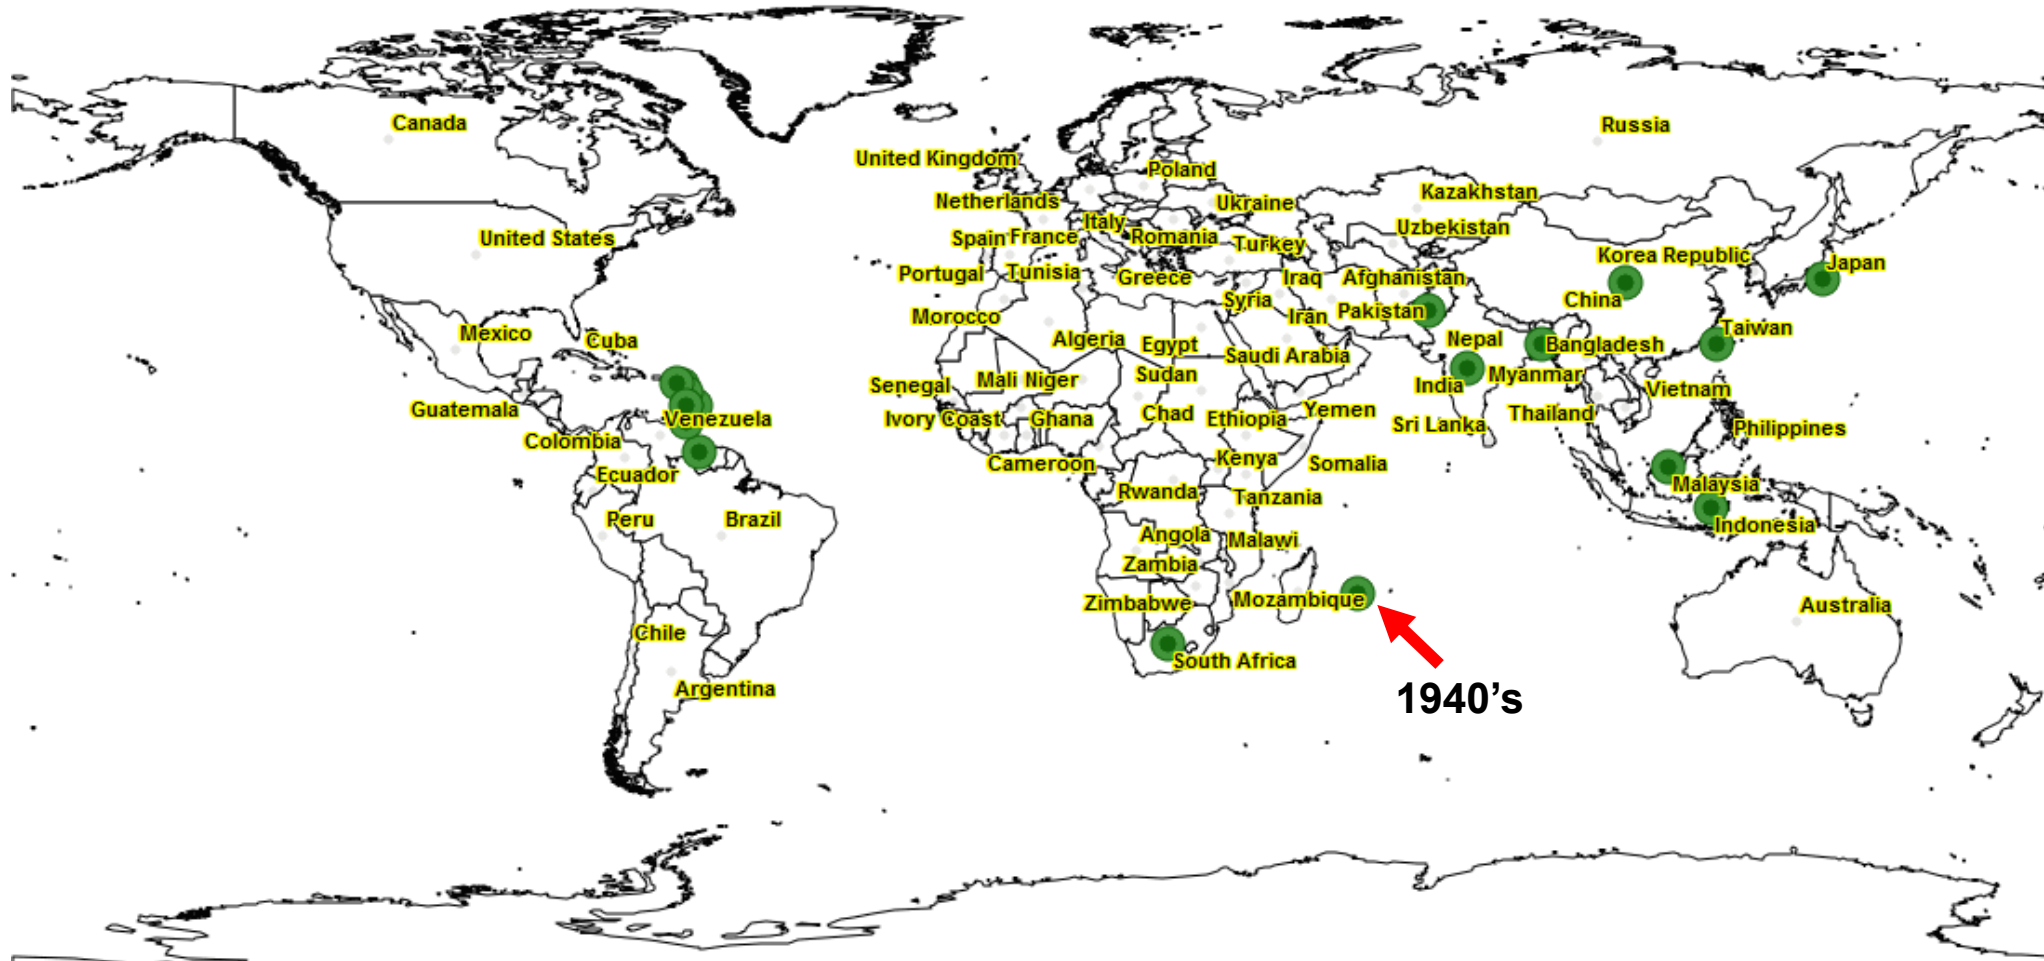 Canada
Russia
United Kingdom
Poland
Kazakhstan
Netherlands
Ukraine
Italy
Uzbekistan
United States
Spain
France
Romania
Turkey
Korea Republic
Japan
Portugal
Tunisia
Greece
Iraq
Afghanistan
Syria
China
Morocco
Iran
Pakistan
Mexico
Cuba
Algeria
Egypt
Saudi Arabia
Nepal
Bangladesh
Taiwan
Senegal
Mali
Niger
Sudan
India
Myanmar
Vietnam
Guatemala
Venezuela
Ivory Coast
Ghana
Chad
Ethiopia
Yemen
Sri Lanka
Thailand
Philippines
Colombia
Cameroon
Kenya
Somalia
Ecuador
Rwanda
Tanzania
Malaysia
Peru
Brazil
Angola
Malawi
Indonesia
Zambia
Zimbabwe
Mozambique
Australia
Chile
South Africa
Argentina
1940’s